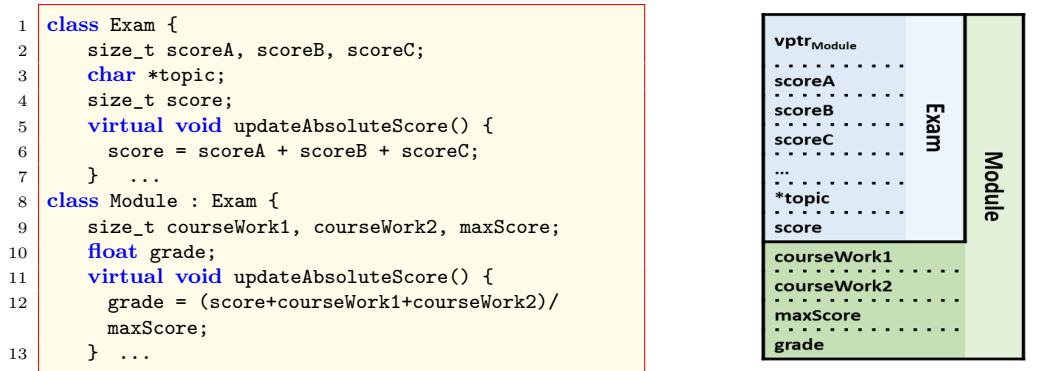 1 class Exam {
2 size_t scoreA, scoreB, scoreC;
3 char *topic;
4 size_t score;
5 virtual void updateAbsoluteScore() {
6 score = scoreA + scoreB + scoreC;
7 } ...
8 class Module : Exam {
9 size_t courseWork1, courseWork2, maxScore;
10 float grade;
11 virtual void updateAbsoluteScore() {
12 grade = (score+courseWork1+courseWork2)/
maxScore;
13 } ...
vptrModule
scoreA
scoreB
scoreC
...
*topic
score
Exam
courseWork1
courseWork2
maxScore
grade
Module